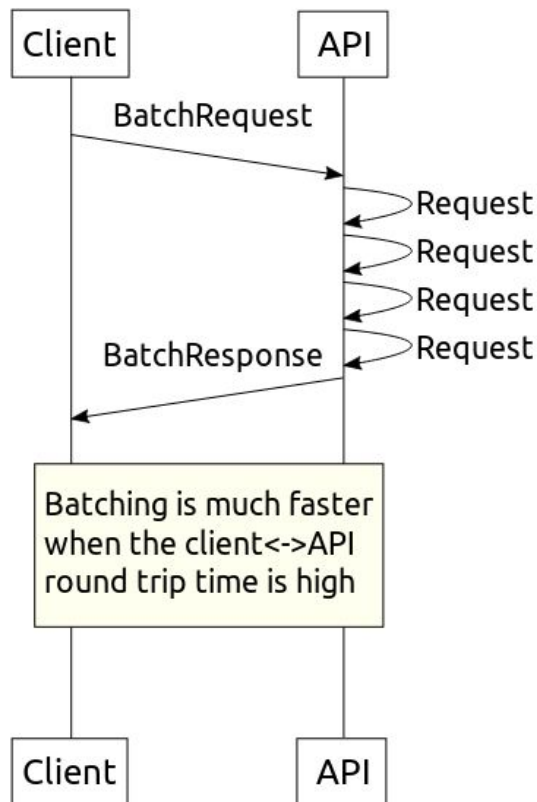 Client
API
BatchRequest
Request
Request
Request
Request
BatchResponse
Batching is much faster
when the client<->API
round trip time is high
Client
API